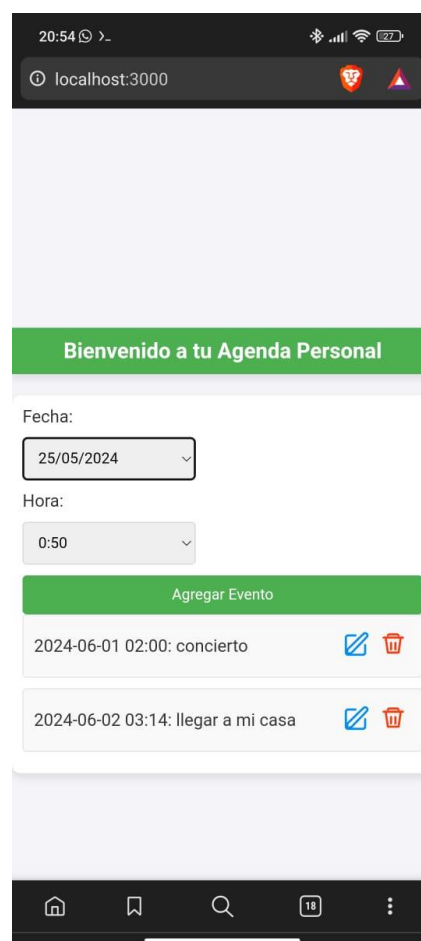 20:54 >_ 27
localhost:3000
Bienvenido a tu Agenda Personal
Fecha:
25/05/2024
Hora:
0:50
Agregar Evento
2024-06-01 02:00: concierto
2024-06-02 03:14: llegar a mi casa
18